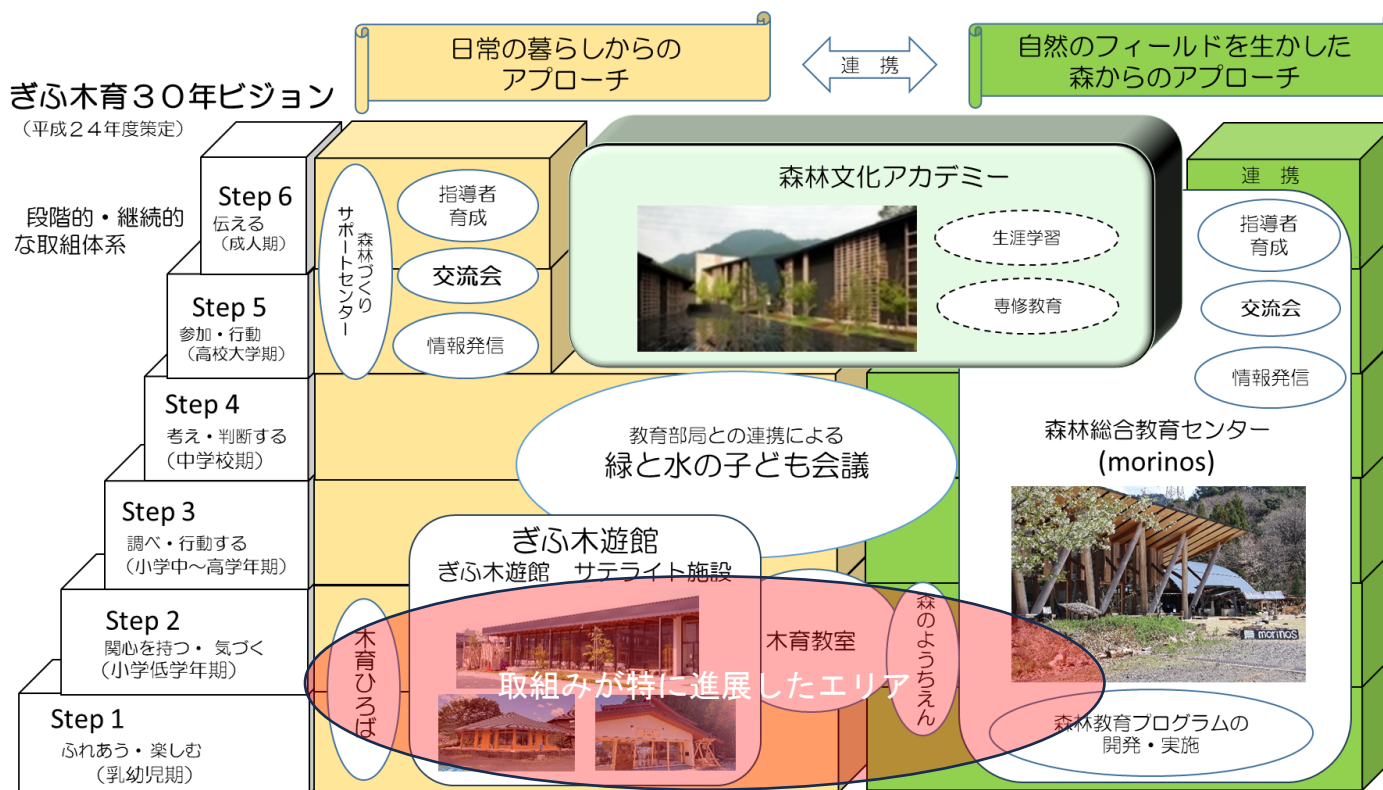 日常の暮らしからの
アプローチ
連　携
自然のフィールドを生かした
森からのアプローチ
ぎふ木育３０年ビジョン
（平成２４年度策定）
段階的・継続的
な取組体系
Step 6
伝える
（成人期）
Step 5
参加・行動
（高校大学期）
Step 4
考え・判断する
（中学校期）
Step 3
調べ・行動する
（小学中～高学年期）
Step 2
関心を持つ・ 気づく
（小学低学年期）
Step 1
ふれあう・ 楽しむ
（乳幼児期）
森林づくり
サポートセンター
指導者
育成
交流会
情報発信
森林文化アカデミー
生涯学習
専修教育
連　携
指導者
育成
交流会
情報発信
教育部局との連携による
緑と水の子ども会議
森林総合教育センター
(morinos)
morinos
ぎふ木遊館
ぎふ木遊館　サテライト施設
木育ひろば
木育教室
森のようちえん
取組みが特に進展したエリア
森林教育プログラムの
開発・実施